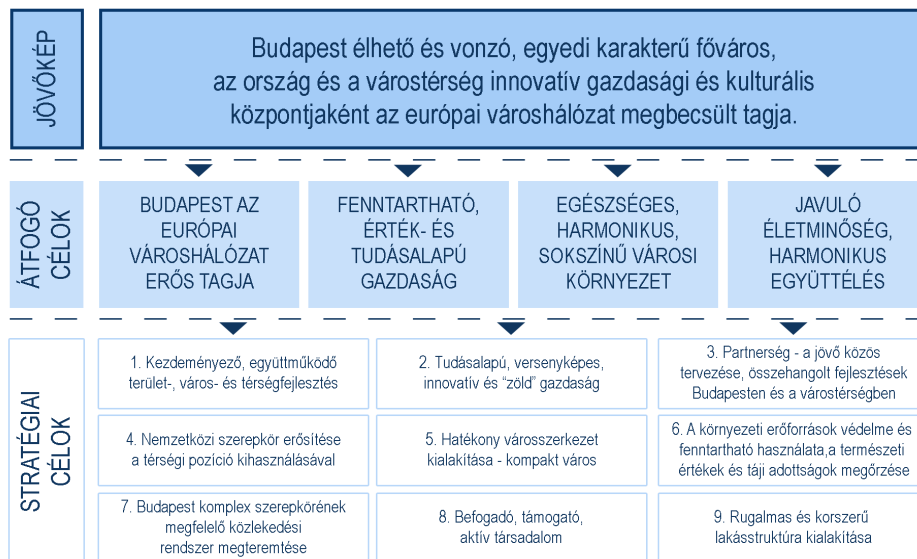 JÖVŐKÉP
Budapest élhető és vonzó, egyedi karakterű főváros,
az ország és a várostérség innovatív gazdasági és kulturális
központjaként az európai városhálózat megbecsült tagja.
ÁTFOGÓ
CÉLOK
BUDAPEST AZ
EURÓPAI
VÁROSHÁLÓZAT
ERŐS TAGJA
FENNTARTHATÓ,
ÉRTÉK- ÉS
TUDÁSALAPÚ
GAZDASÁG
EGÉSZSÉGES,
HARMONIKUS,
SOKSZÍNŰ VÁROSI
KÖRNYEZET
JAVULÓ
ÉLETMINŐSÉG,
HARMONIKUS
EGYÜTTÉLÉS
STRATÉGIAI
CÉLOK
1. Kezdeményező, együttműködő
terület-, város- és térségfejlesztés
2. Tudásalapú, versenyképes,
innovatív és "zöld" gazdaság
3. Partnerség - a jövő közös
tervezése, összehangolt fejlesztések
Budapesten és a várostérségben
4. Nemzetközi szerepkör erősítése
a térségi pozíció kihasználásával
5. Hatékony városszerkezet
kialakítása - kompakt város
6. A környezeti erőforrások védelme és
fenntartható használata,a természeti
értékek és táji adottságok megőrzése
7. Budapest komplex szerepkörének
megfelelő közlekedési
rendszer megteremtése
8. Befogadó, támogató,
aktív társadalom
9. Rugalmas és korszerű
lakásstruktúra kialakítása